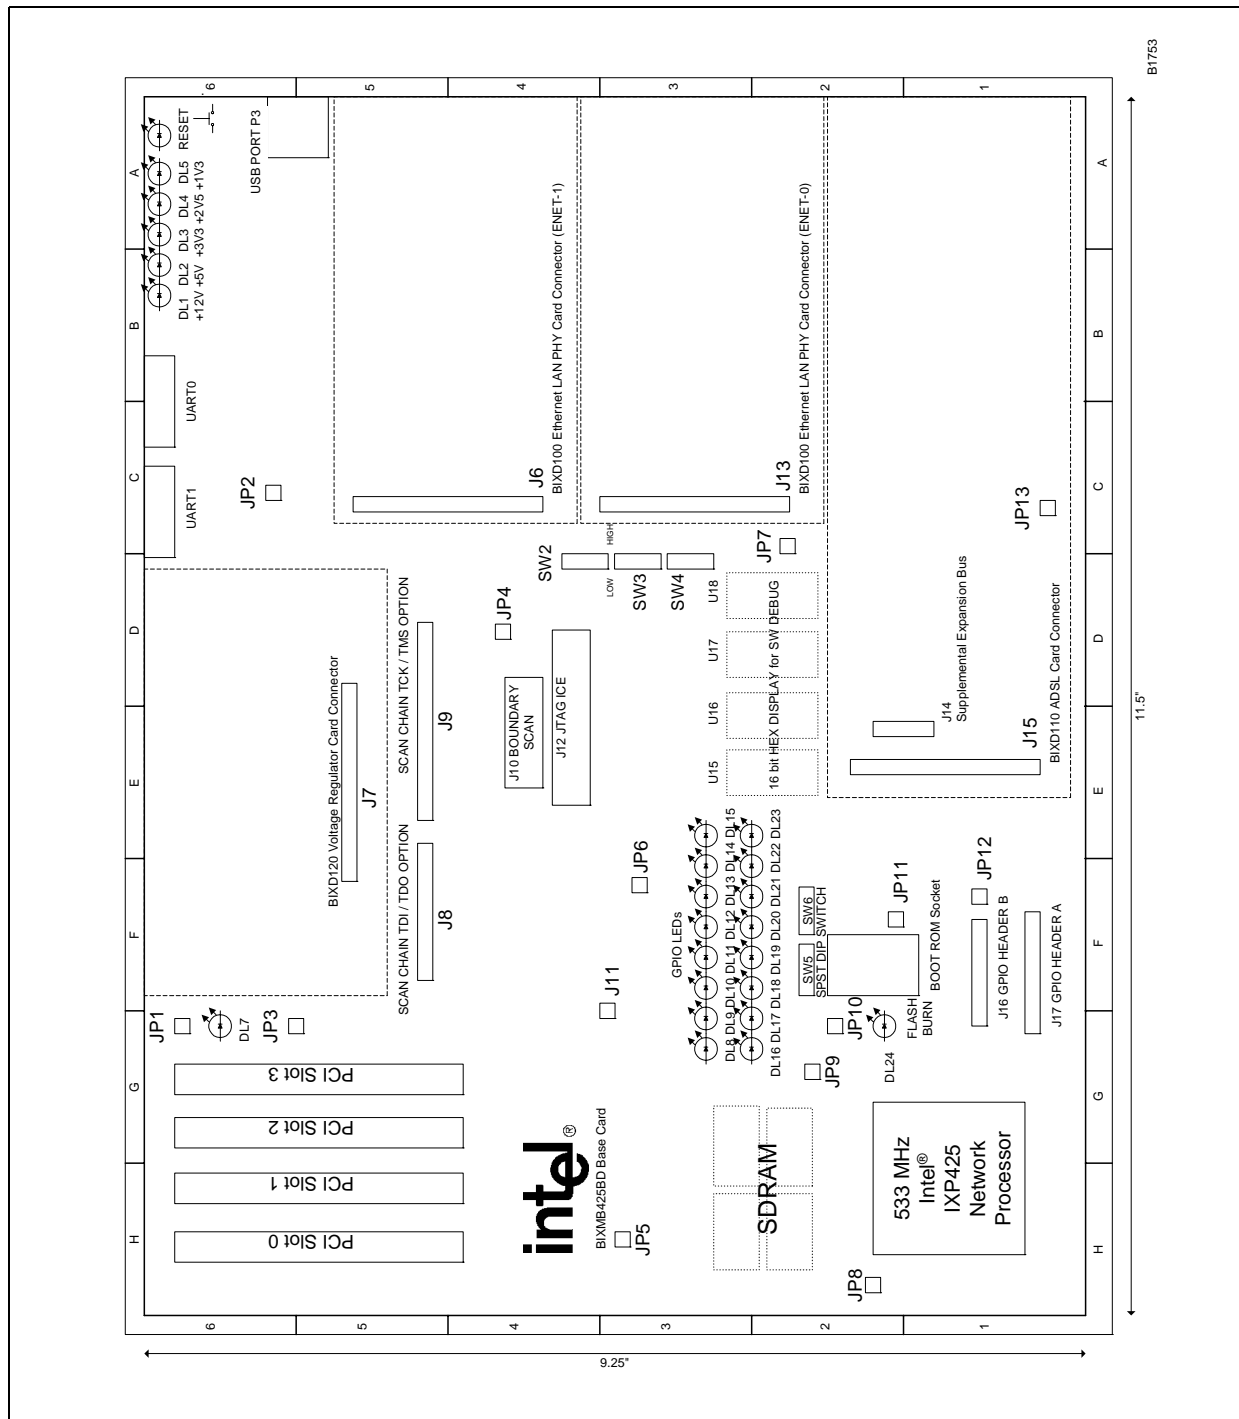 B1753
6
5
4
3
2
1
A
B
C
D
E
F
G
H
RESET
DL5
+1V3
DL4
+2V5
DL3
+3V3
DL2
+5V
DL1
+12V
USB PORT P3
UART0
UART1
JP2
J6
BIXD100 Ethernet LAN PHY Card Connector (ENET-1)
J13
BIXD100 Ethernet LAN PHY Card Connector (ENET-0)
JP13
JP7
SW2
LOW
HIGH
SW3
SW4
BIXD120 Voltage Regulator Card Connector
J7
SCAN CHAIN TCK / TMS OPTION
J9
SCAN CHAIN TDI / TDO OPTION
J8
JP4
J10 BOUNDARY
SCAN
J12 JTAG ICE
U18
U17
U16
U15
16 bit HEX DISPLAY for SW DEBUG
J14
Supplemental Expansion Bus
J15
BIXD110 ADSL Card Connector
JP6
J11
GPIO LEDs
DL8 DL9 DL10 DL11 DL12 DL13 DL14 DL15
DL16 DL17 DL18 DL19 DL20 DL21 DL22 DL23
SW5
SW6
SPST DIP SWITCH
JP11
BOOT ROM Socket
JP12
J16 GPIO HEADER B
J17 GPIO HEADER A
JP1
DL7
JP3
JP10
FLASH
BURN
DL24
JP9
PCI Slot 3
PCI Slot 2
PCI Slot 1
PCI Slot 0
intel®
BIXMB425BD Base Card
JP5
SDRAM
533 MHz
Intel®
IXP425
Network
Processor
JP8
A
B
C
D
E
F
G
H
6
5
4
3
2
1
11.5"
9.25"